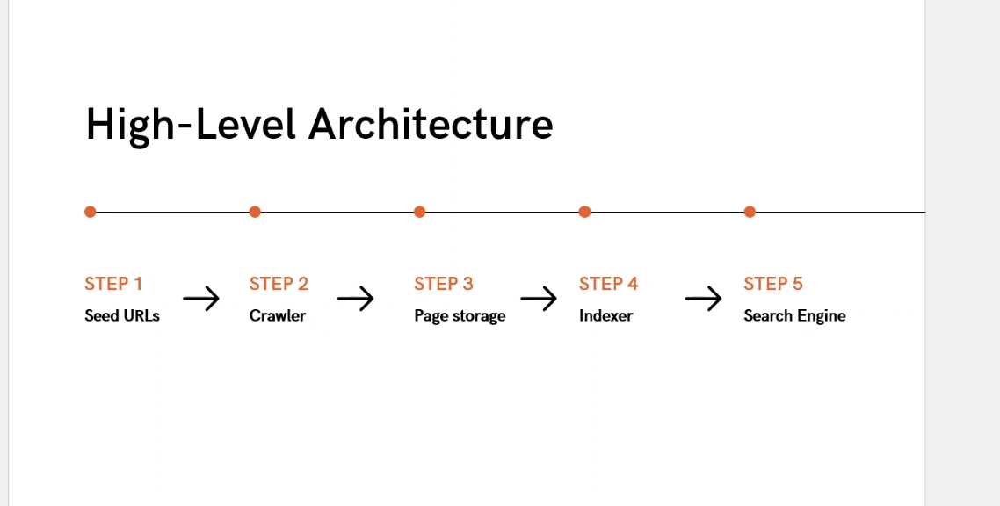 High-Level Architecture
STEP 1
Seed URLs
STEP 2
Crawler
STEP 3
Page storage
STEP 4
Indexer
STEP 5
Search Engine